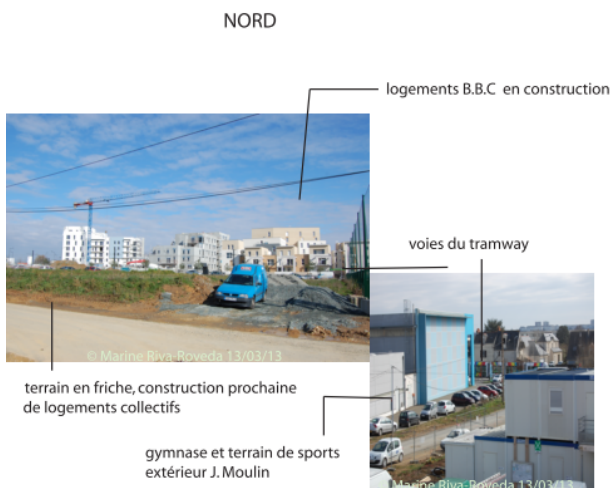 NORD
logements B.B.C en construction
voies du tramway
© Marine Riva-Roveda 13/03/13
terrain en friche, construction prochaine
de logements collectifs
gymnase et terrain de sports
extérieur J. Moulin
Marine Riva-Roveda 13/03/13